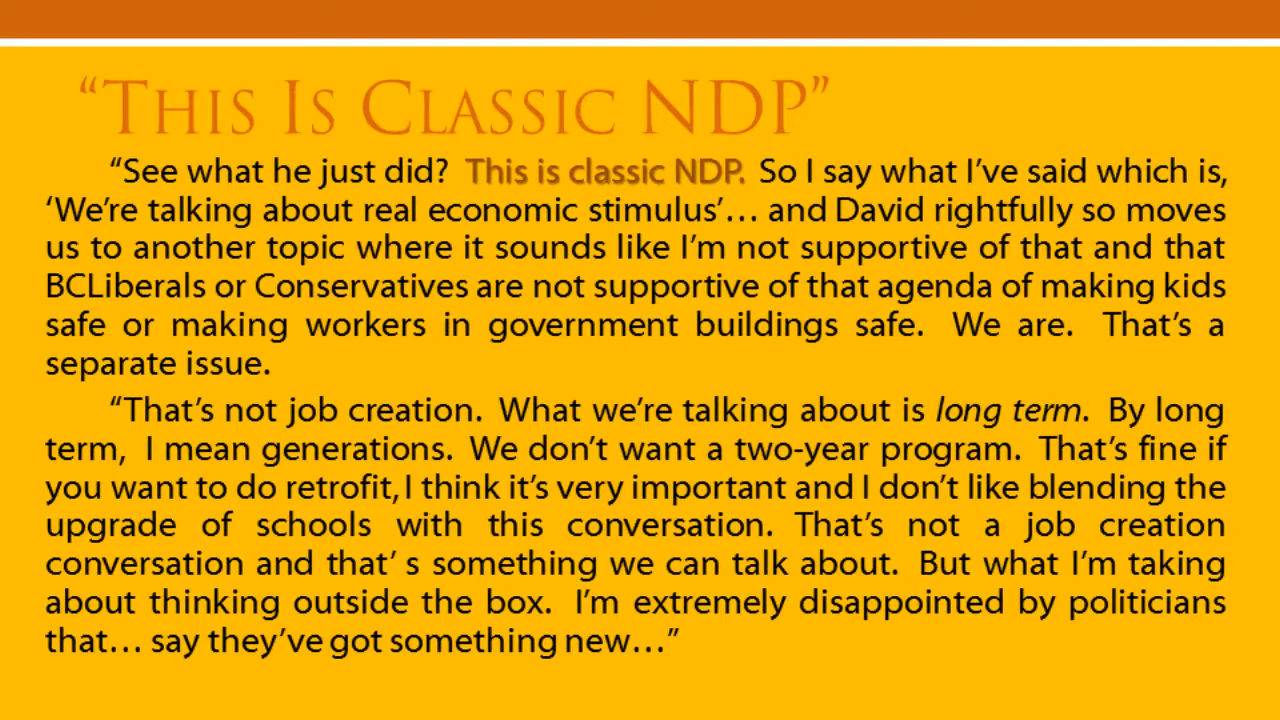 “This Is Classic NDP”
“See what he just did? This is classic NDP. So I say what I’ve said which is,
‘We’re talking about real economic stimulus’… and David rightfully so moves
us to another topic where it sounds like I’m not supportive of that and that
BCLiberals or Conservatives are not supportive of that agenda of making kids
safe or making workers in government buildings safe. We are. That’s a
separate issue.
“That’s not job creation. What we’re talking about is long term. By long
term, I mean generations. We don’t want a two-year program. That’s fine if
you want to do retrofit, I think it’s very important and I don’t like blending the
upgrade of schools with this conversation. That’s not a job creation
conversation and that’ s something we can talk about. But what I’m taking
about thinking outside the box. I’m extremely disappointed by politicians
that… say they’ve got something new…”